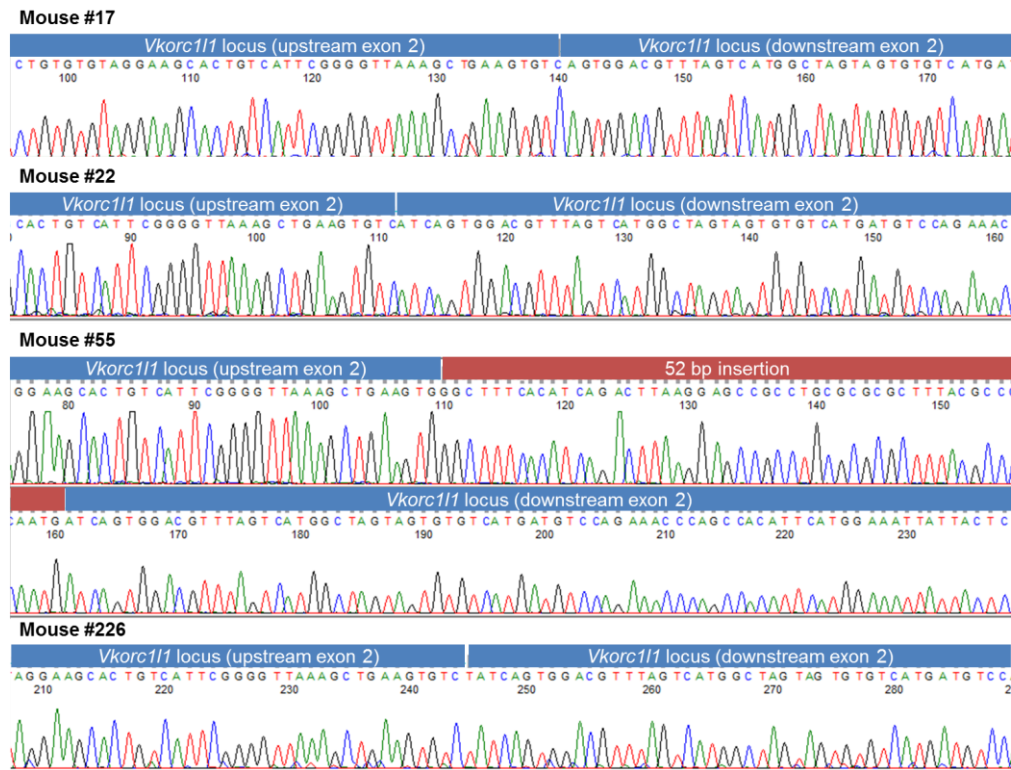 Mouse #17
Vkorc1l1 locus (upstream exon 2) Vkorc1l1 locus (downstream exon 2)
CTGTGTGTAGGAAGCACTGTCATTCGGGGTTAAAGCTGAAGTGTCAGTGGACGTTTAGTCATGGCTAGTAGTGTGTCATGA
100 110 120 130 140 150 160 170
Mouse #22
Vkorc1l1 locus (upstream exon 2) Vkorc1l1 locus (downstream exon 2)
CACTGTCATTCGGGGTTAAAGCTGAAGTGTCATCAGTGGACGTTTAGTCATGGCTAGTAGTGTGTCATGATGTCCAGAAAC
90 100 110 120 130 140 150 160
Mouse #55
Vkorc1l1 locus (upstream exon 2) 52 bp insertion
GGAAGCACTGTCATTCGGGGTTAAAGCTGAAGTGGGCTTTCACATCAGACTTAAGGAGCCGCCTGCGCGCGCTTTACGCCC
80 90 100 110 120 130 140 150
Vkorc1l1 locus (downstream exon 2)
CAATGATCAGTGGACGTTTAGTCATGGCTAGTAGTGTGTCATGATGTCCAGAAACCCAGCCACATTCATGGAAATTATTACTC
160 170 180 190 200 210 220 230
Mouse #226
Vkorc1l1 locus (upstream exon 2) Vkorc1l1 locus (downstream exon 2)
AGGAAGCACTGTCATTCGGGGTTAAAGCTGAAGTGTCTATCAGTGGACGTTTAGTCATGGCTAGTAGTGTGTCATGATGTCC
210 220 230 240 250 260 270 280